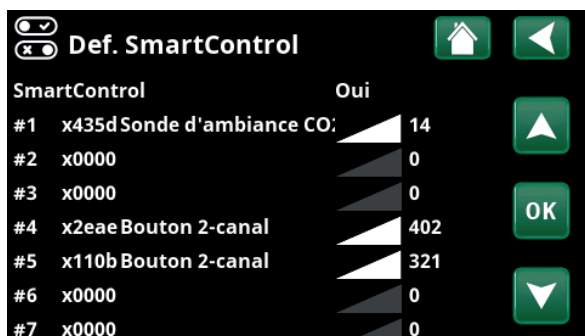 Def. SmartControl
SmartControl Oui
#1 x435d Sonde d'ambiance CO2 14
#2 x0000 0
#3 x0000 0
OK
#4 x2eae Bouton 2-canal 402
#5 x110b Bouton 2-canal 321
#6 x0000 0
#7 x0000 0